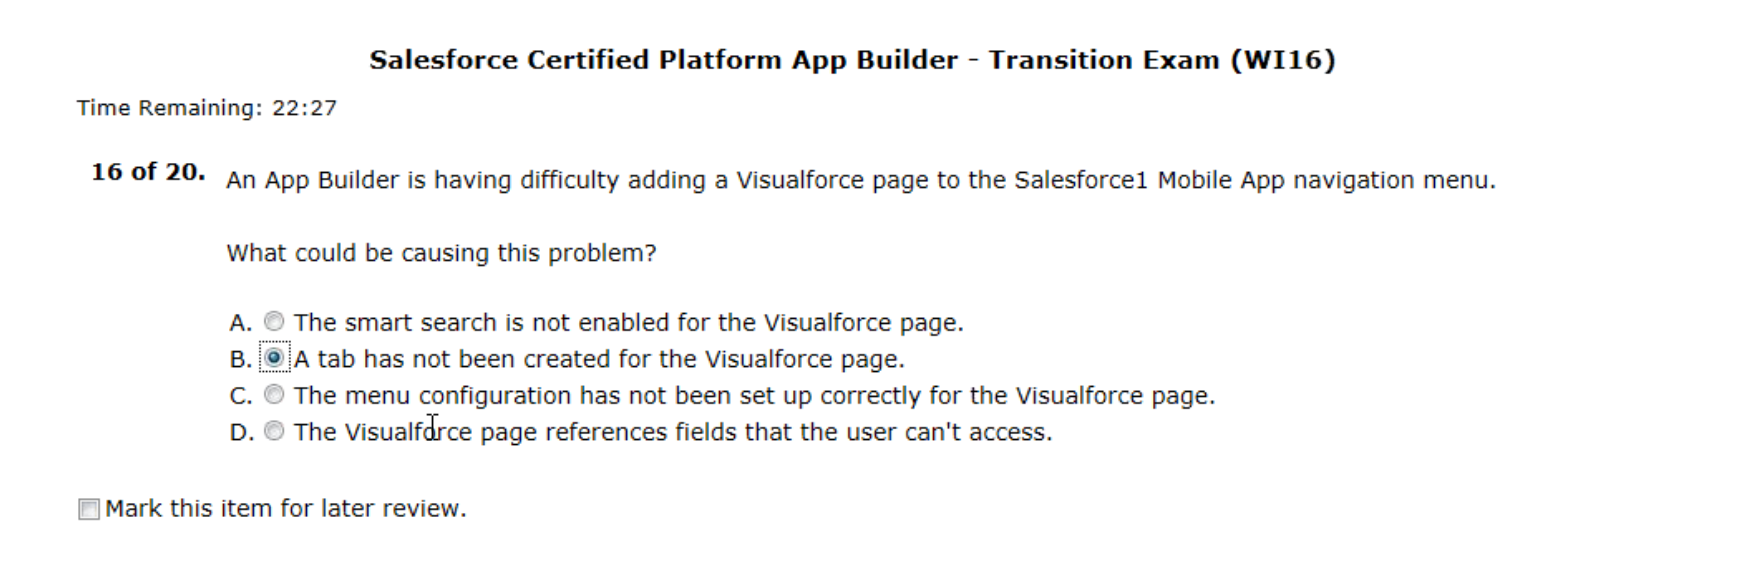 Salesforce Certified Platform App Builder - Transition Exam (WI16)
Time Remaining: 22:27
16 of 20. An App Builder is having difficulty adding a Visualforce page to the Salesforce1 Mobile App navigation menu.
What could be causing this problem?
A. The smart search is not enabled for the Visualforce page.
B. A tab has not been created for the Visualforce page.
C. The menu configuration has not been set up correctly for the Visualforce page.
D. The Visualforce page references fields that the user can't access.
Mark this item for later review.